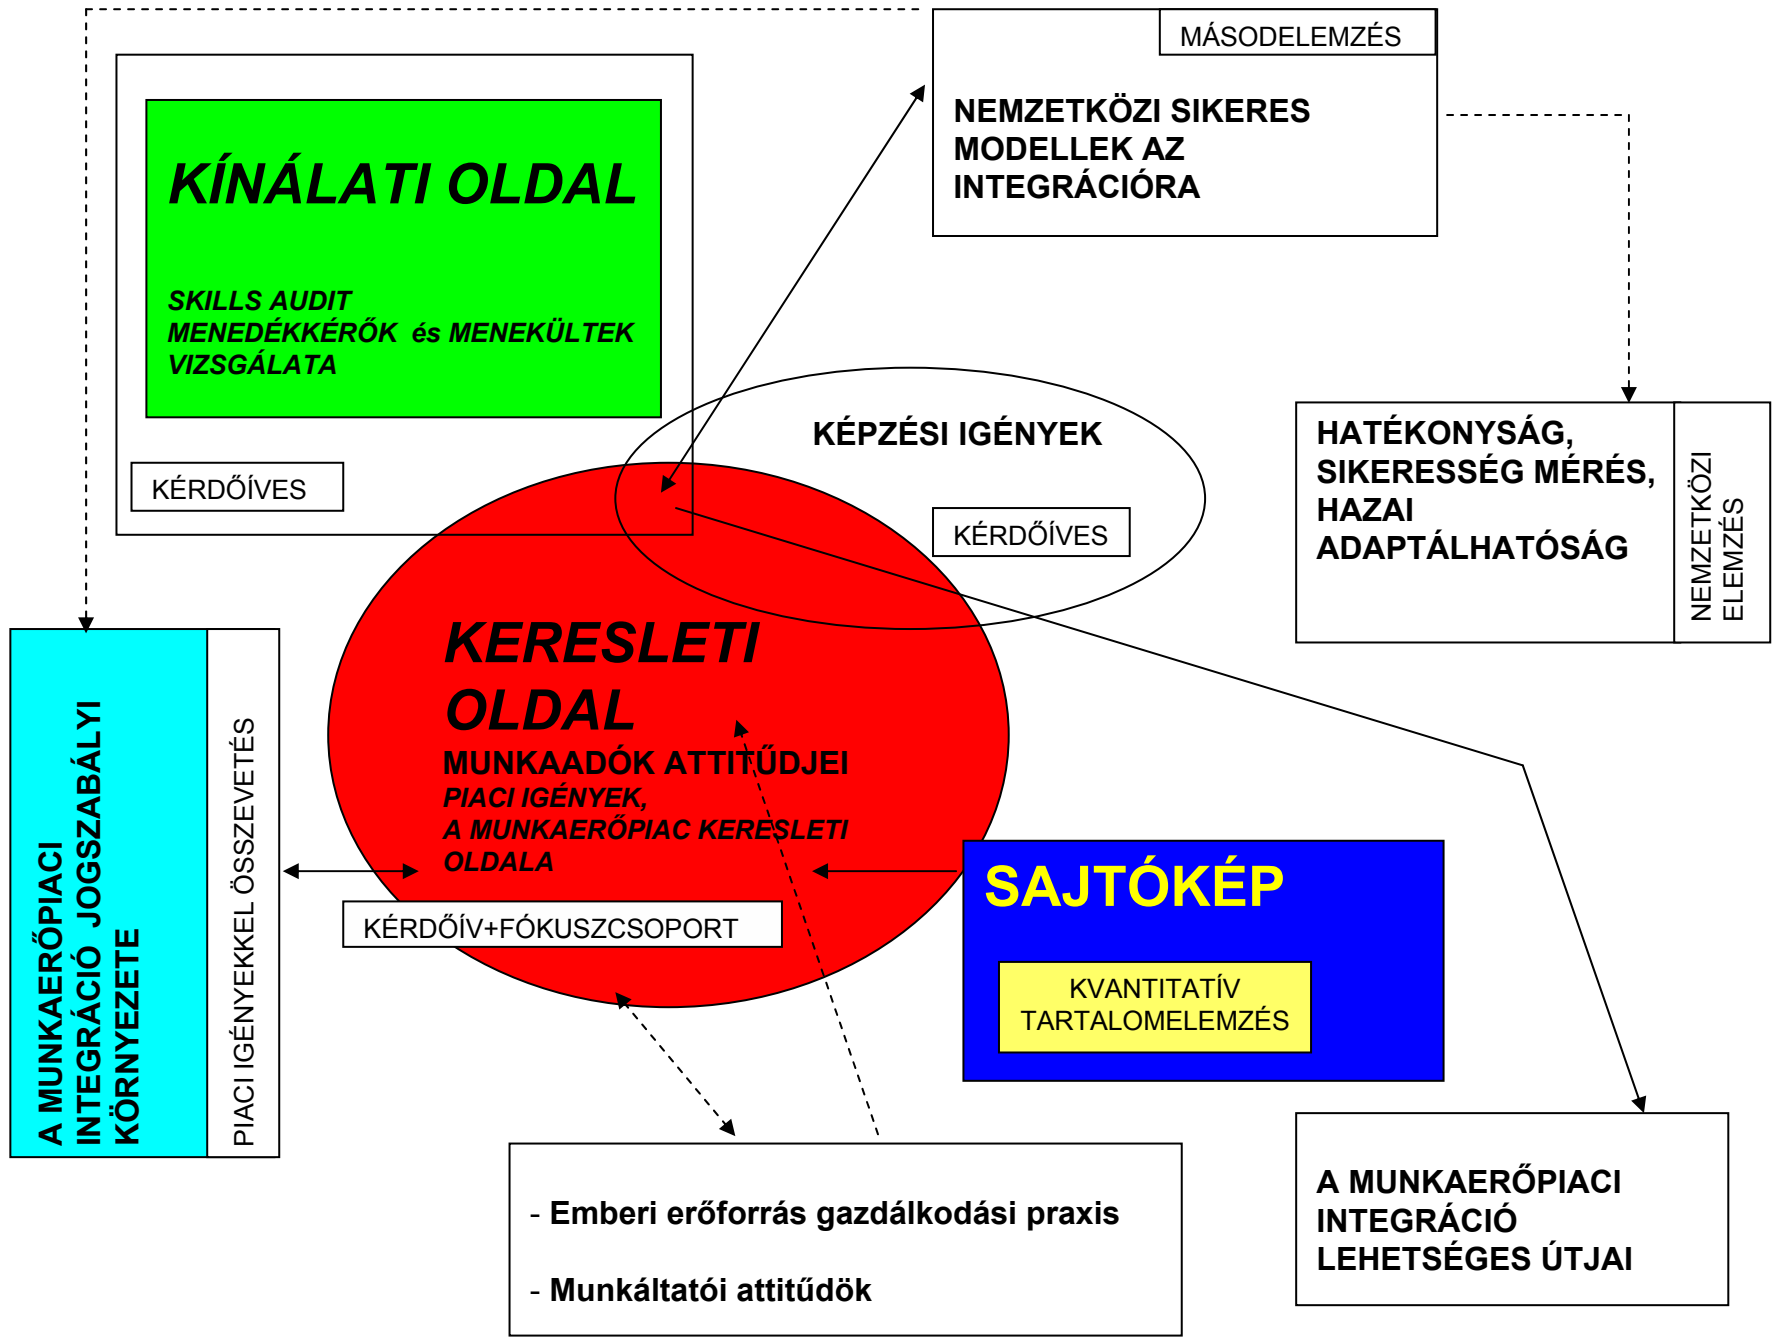 MÁSODELEMZÉS
NEMZETKÖZI SIKERES
MODELLEK AZ
INTEGRÁCIÓRA
KÍNÁLATI OLDAL
SKILLS AUDIT
MENEDÉKKÉRŐK és MENEKÜLTEK
VIZSGÁLATA
KÉRDŐÍVES
KÉPZÉSI IGÉNYEK
KÉRDŐÍVES
HATÉKONYSÁG,
SIKERESSÉG MÉRÉS,
HAZAI
ADAPTÁLHATÓSÁG
NEMZETKÖZI
ELEMZÉS
A MUNKAERŐPIACI
INTEGRÁCIÓ JOGSZABÁLYI
KÖRNYEZETE
PIACI IGÉNYEKKEL ÖSSZEVETÉS
KERESLETI
OLDAL
MUNKAADÓK ATTITŰDJEI
PIACI IGÉNYEK,
A MUNKAERŐPIAC KERESLETI
OLDALA
KÉRDŐÍV+FÓKUSZCSOPORT
SAJTÓKÉP
KVANTITATÍV
TARTALOMELEMZÉS
- Emberi erőforrás gazdálkodási praxis
- Munkáltatói attitűdök
A MUNKAERŐPIACI
INTEGRÁCIÓ
LEHETSÉGES ÚTJAI